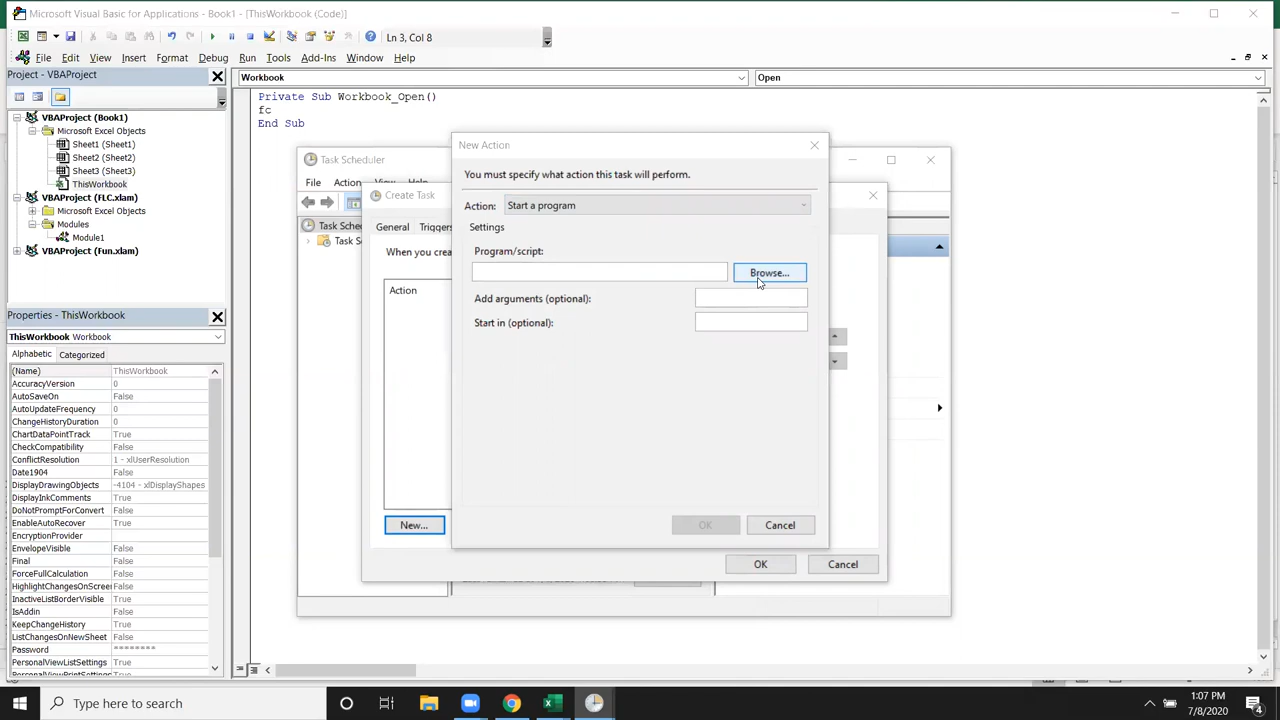 Microsoft Visual Basic for Applications - Book1 - [ThisWorkbook (Code)]
Ln 3, Col 8
File Edit View Insert Format Debug Run Tools Add-Ins Window Help
Project - VBAProject
Workbook
Open
VBAProject (Book1)
Microsoft Excel Objects
Sheet1 (Sheet1)
Sheet2 (Sheet2)
Sheet3 (Sheet3)
ThisWorkbook
VBAProject (FLC.xlam)
Microsoft Excel Objects
Modules
Module1
VBAProject (Fun.xlam)
Private Sub Workbook_Open()
fc
End Sub
Properties - ThisWorkbook
ThisWorkbook Workbook
Alphabetic Categorized
(Name) ThisWorkbook
AccuracyVersion 0
AutoSaveOn False
AutoUpdateFrequency 0
ChangeHistoryDuration 0
ChartDataPointTrack True
CheckCompatibility False
ConflictResolution 1 - xlUserResolution
Date1904 False
DisplayDrawingObjects -4104 - xlDisplayShapes
DisplayInkComments True
DoNotPromptForConvert False
EnableAutoRecover True
EncryptionProvider
EnvelopeVisible False
Final False
ForceFullCalculation False
HighlightChangesOnScreen False
InactiveListBorderVisible True
IsAddin False
KeepChangeHistory True
ListChangesOnNewSheet False
Password ********
PersonalViewListSettings True
Task Scheduler
File Action View Help
Task Sched
Task S
Create Task
General Triggers
When you crea
Action
New...
OK
Cancel
New Action
You must specify what action this task will perform.
Action: Start a program
Settings
Program/script:
Browse...
Add arguments (optional):
Start in (optional):
OK
Cancel
Type here to search
1:07 PM
7/8/2020
4